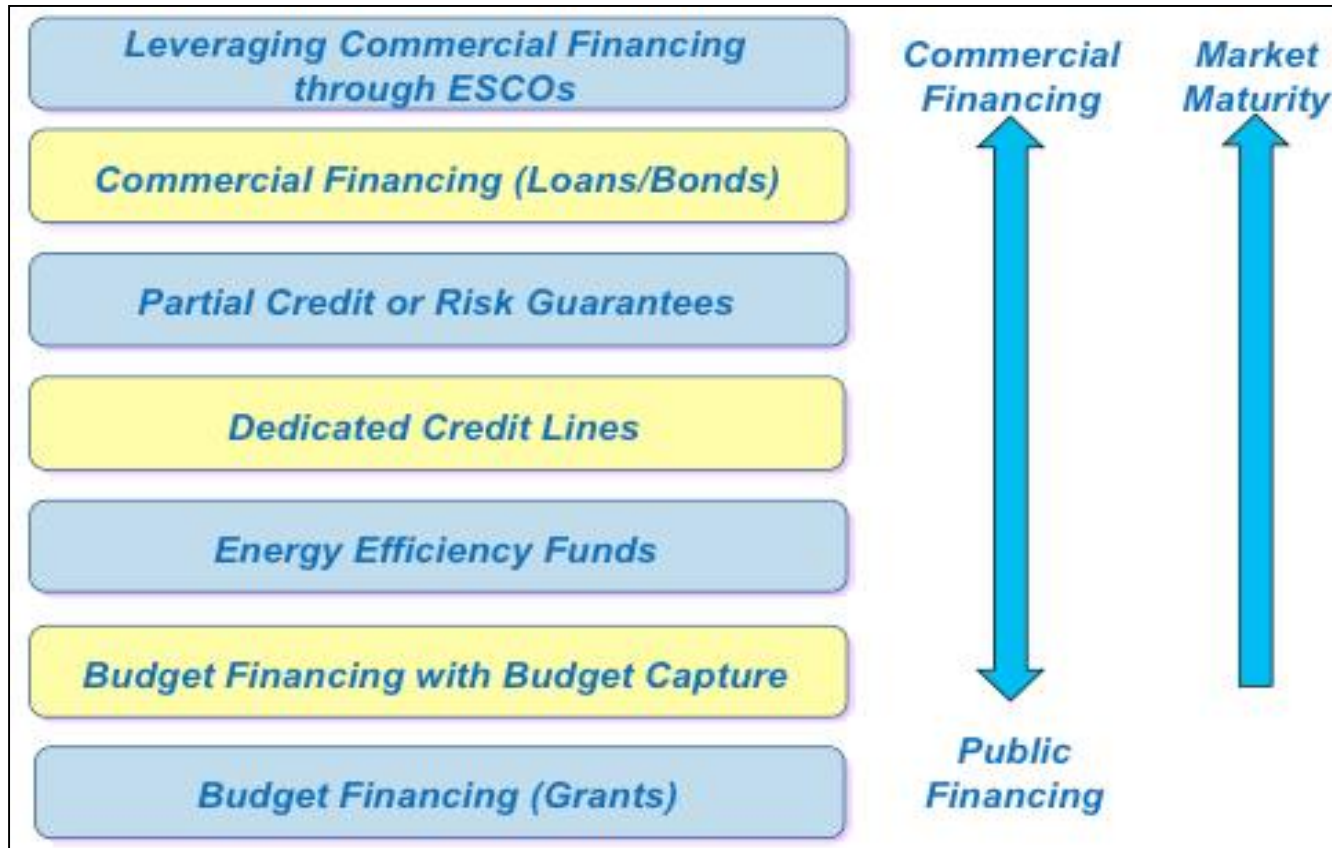 Leveraging Commercial Financing
through ESCOs
Commercial Financing (Loans/Bonds)
Partial Credit or Risk Guarantees
Dedicated Credit Lines
Energy Efficiency Funds
Budget Financing with Budget Capture
Budget Financing (Grants)
Commercial
Financing
Public
Financing
Market
Maturity